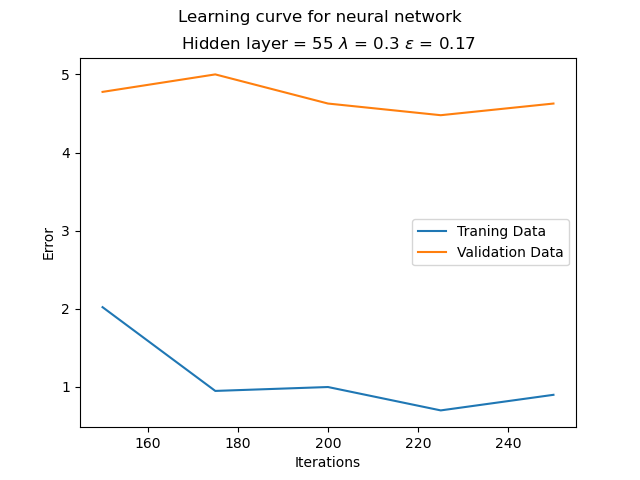 Learning curve for neural network
Hidden layer = 55 λ = 0.3 ε = 0.17
5
4
3
2
1
Error
Traning Data
Validation Data
160 180 200 220 240
Iterations